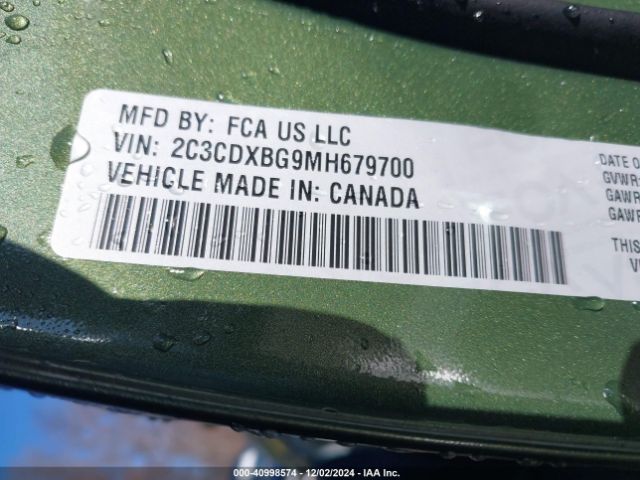 MFD BY: FCA US LLC
VIN: 2C3CDXBG9MH679700
VEHICLE MADE IN: CANADA
DATE O
GVWR:
GAWR
GAWR
THIS
000-40998574 - 12/02/2024 - IAA Inc.